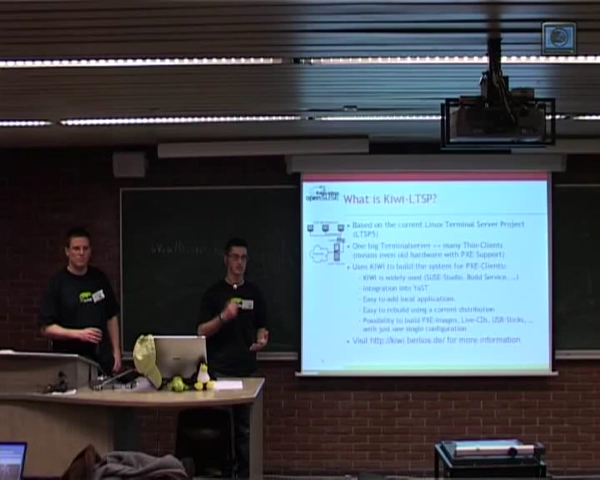 openSUSE
What is Kiwi-LTSP?
Based on the current Linux Terminal Server Project
(LTSP5)
One big Terminalserver == many Thin-Clients
(means even old hardware with PXE Support)
Uses KIWI to build the system for PXE-Clients:
- KIWI is widely used (SUSE-Studio, Build Service, ...)
- Integration into YaST
- Easy to add local applications
- Easy to rebuild using a current distribution
- Possibility to build PXE-Images, Live-CDs, USB-Sticks, ...
with just one single configuration
Visit http://kiwi.berlios.de/ for more information